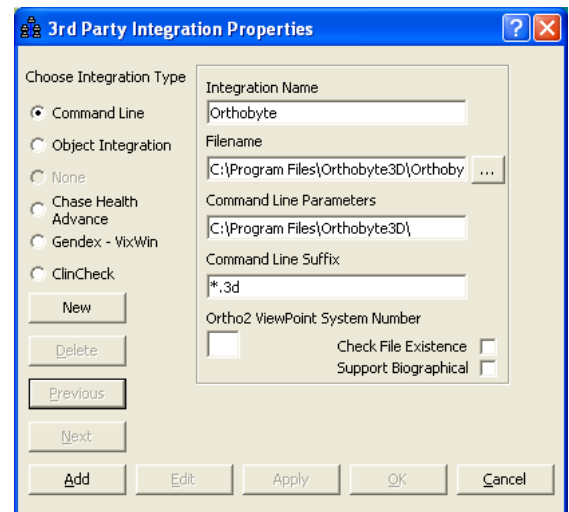 3rd Party Integration Properties
Choose Integration Type
Command Line
Object Integration
None
Chase Health
Advance
Gendex - VixWin
ClinCheck
New
Delete
Previous
Next
Integration Name
Orthobyte
Filename
C:\Program Files\Orthobyte3D\Orthoby
...
Command Line Parameters
C:\Program Files\Orthobyte3D\
Command Line Suffix
*.3d
Ortho2 ViewPoint System Number
Check File Existence
Support Biographical
Add
Edit
Apply
OK
Cancel